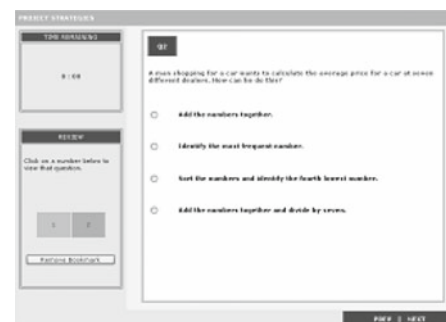 PROJECT STRATEGIES
TIME REMAINING
0:00
REVIEW
Click on a number below to
view that question.
1 2
Remove Bookmark
Q2
A man shopping for a car wants to calculate the average price for a car at seven
different dealers. How can he do this?
Add the numbers together.
Identify the most frequent number.
Sort the numbers and identify the fourth lowest number.
Add the numbers together and divide by seven.
PREV | NEXT